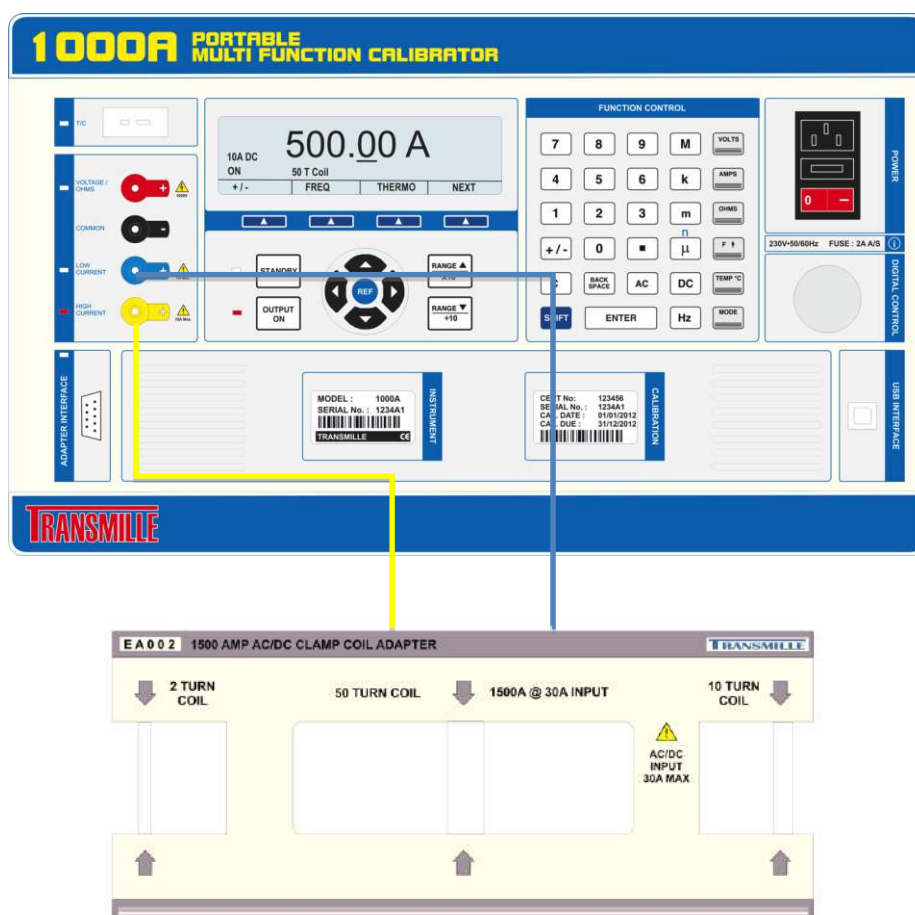 1000A PORTABLE
MULTI FUNCTION CALIBRATOR
T/C
VOLTAGE /
OHMS
COMMON
LOW
CURRENT
HIGH
CURRENT
10A Max.
500.00 A
10A DC
ON
50 T Coil
+ / -
FREQ
THERMO
NEXT
STANDBY
OUTPUT
ON
REF
RANGE ▲
RANGE ▼
÷10
FUNCTION CONTROL
7 8 9 M VOLTS
4 5 6 k AMPS
1 2 3 m OHMS
n
+/- 0 ■ µ F
BACK
SPACE
AC DC TEMP °C
SHIFT ENTER Hz MODE
POWER
0 –
230V•50/60Hz FUSE : 2A A/S
DIGITAL CONTROL
ADAPTER INTERFACE
MODEL : 1000A
SERIAL No. : 1234A1
TRANSMILLE CE
INSTRUMENT
CERT No: 123456
SERIAL No. : 1234A1
CAL. DATE : 01/01/2012
CAL. DUE : 31/12/2012
CALIBRATION
USB INTERFACE
TRANSMILLE
EA002 1500 AMP AC/DC CLAMP COIL ADAPTER
TRANSMILLE
2 TURN
COIL
50 TURN COIL
1500A @ 30A INPUT
10 TURN
COIL
AC/DC
INPUT
30A MAX